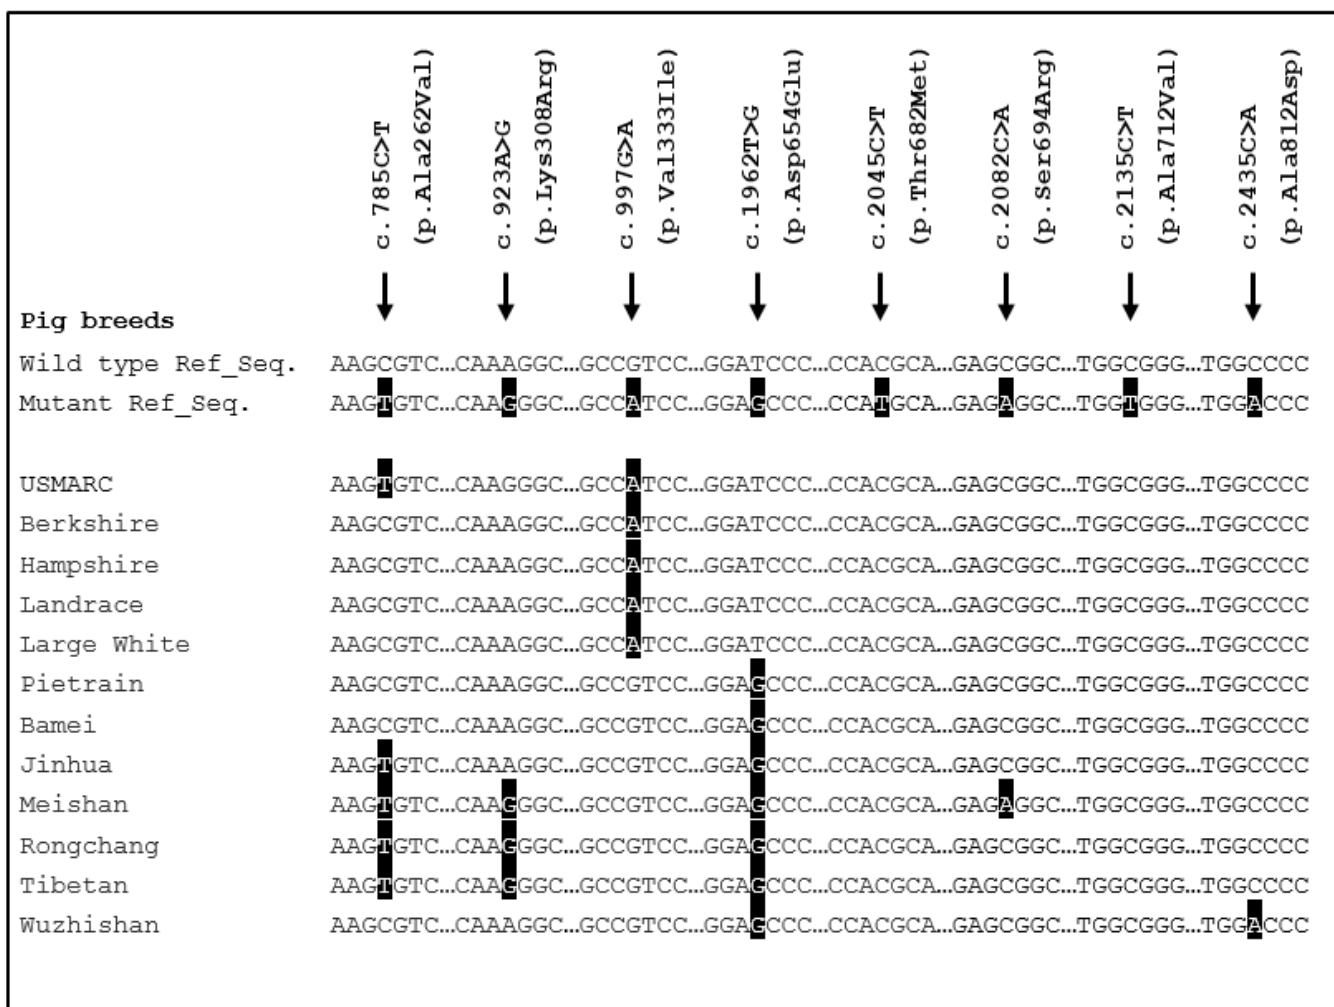 c.785C>T
(p.Ala262Val)
c.923A>G
(p.Lys308Arg)
c.997G>A
(p.Val333Ile)
c.1962T>G
(p.Asp654Glu)
c.2045C>T
(p.Thr682Met)
c.2082C>A
(p.Ser694Arg)
c.2135C>T
(p.Ala712Val)
c.2435C>A
(p.Ala812Asp)
Pig breeds
Wild type Ref_Seq. AAGCGTC…CAAAGGC…GCCGTCC…GGATCCC…CCACGCA…GAGCGGC…TGGCGGG…TGGCCCC
Mutant Ref_Seq. AAGTGTC…CAAGGGC…GCCATCC…GGAGCCC…CCATGCA…GAGAGGC…TGGTGGG…TGGACCC
USMARC AAGTGTC…CAAGGGC…GCCATCC…GGATCCC…CCACGCA…GAGCGGC…TGGCGGG…TGGCCCC
Berkshire AAGCGTC…CAAAGGC…GCCATCC…GGATCCC…CCACGCA…GAGCGGC…TGGCGGG…TGGCCCC
Hampshire AAGCGTC…CAAAGGC…GCCATCC…GGATCCC…CCACGCA…GAGCGGC…TGGCGGG…TGGCCCC
Landrace AAGCGTC…CAAAGGC…GCCATCC…GGATCCC…CCACGCA…GAGCGGC…TGGCGGG…TGGCCCC
Large White AAGCGTC…CAAAGGC…GCCATCC…GGATCCC…CCACGCA…GAGCGGC…TGGCGGG…TGGCCCC
Pietrain AAGCGTC…CAAAGGC…GCCGTCC…GGAGCCC…CCACGCA…GAGCGGC…TGGCGGG…TGGCCCC
Bamei AAGCGTC…CAAAGGC…GCCGTCC…GGAGCCC…CCACGCA…GAGCGGC…TGGCGGG…TGGCCCC
Jinhua AAGTGTC…CAAAGGC…GCCGTCC…GGAGCCC…CCACGCA…GAGCGGC…TGGCGGG…TGGCCCC
Meishan AAGTGTC…CAAGGGC…GCCGTCC…GGAGCCC…CCACGCA…GAGAGGC…TGGCGGG…TGGCCCC
Rongchang AAGTGTC…CAAGGGC…GCCGTCC…GGAGCCC…CCACGCA…GAGCGGC…TGGCGGG…TGGCCCC
Tibetan AAGTGTC…CAAGGGC…GCCGTCC…GGAGCCC…CCACGCA…GAGCGGC…TGGCGGG…TGGCCCC
Wuzhishan AAGCGTC…CAAAGGC…GCCGTCC…GGAGCCC…CCACGCA…GAGCGGC…TGGCGGG…TGGACCC